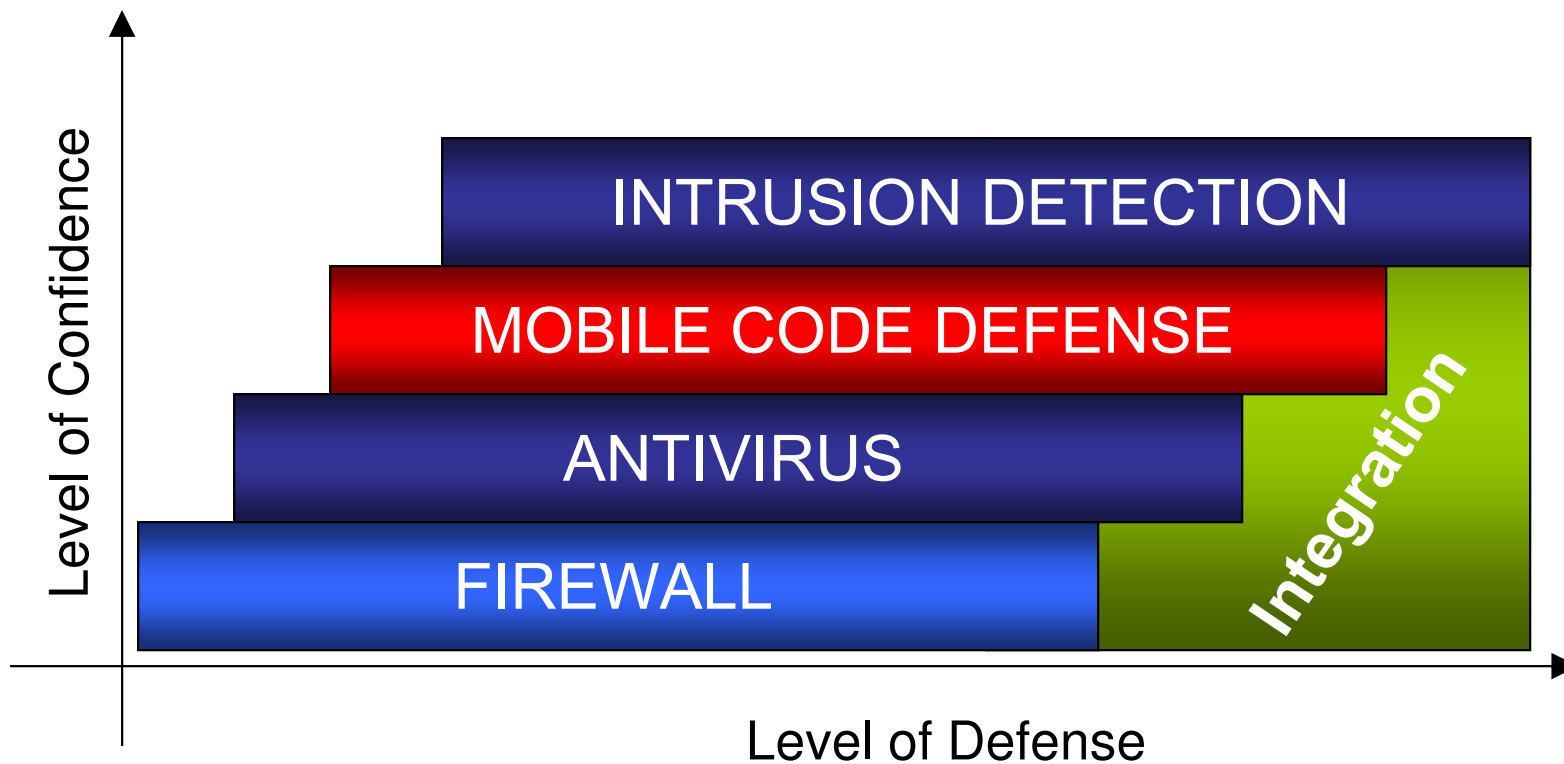 Level of Confidence
INTRUSION DETECTION
MOBILE CODE DEFENSE
ANTIVIRUS
FIREWALL
Integration
Level of Defense